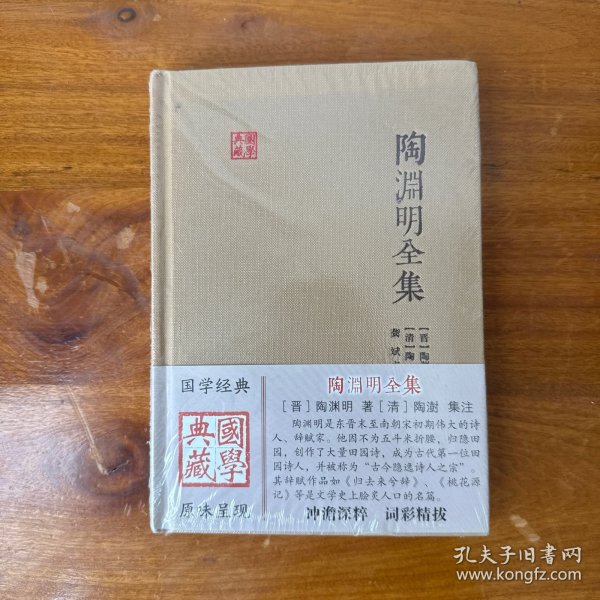 國學
典藏
陶淵明全集
[晋]陶
[清]陶
龚斌
国学经典
國學
典藏
原味呈现
陶淵明全集
[晋]陶渊明 著[清]陶澍 集注
陶渊明是东晋末至南朝宋初期伟大的诗
人、辞赋家。他因不为五斗米折腰，归隐田
园，创作了大量田园诗，成为古代第一位田
园诗人，并被称为“古今隐逸诗人之宗”。
其辞赋作品如《归去来兮辞》、《桃花源
记》等是文学史上脍炙人口的名篇。
冲澹深粹 词彩精拔
孔夫子旧书网
www.kongfz.com